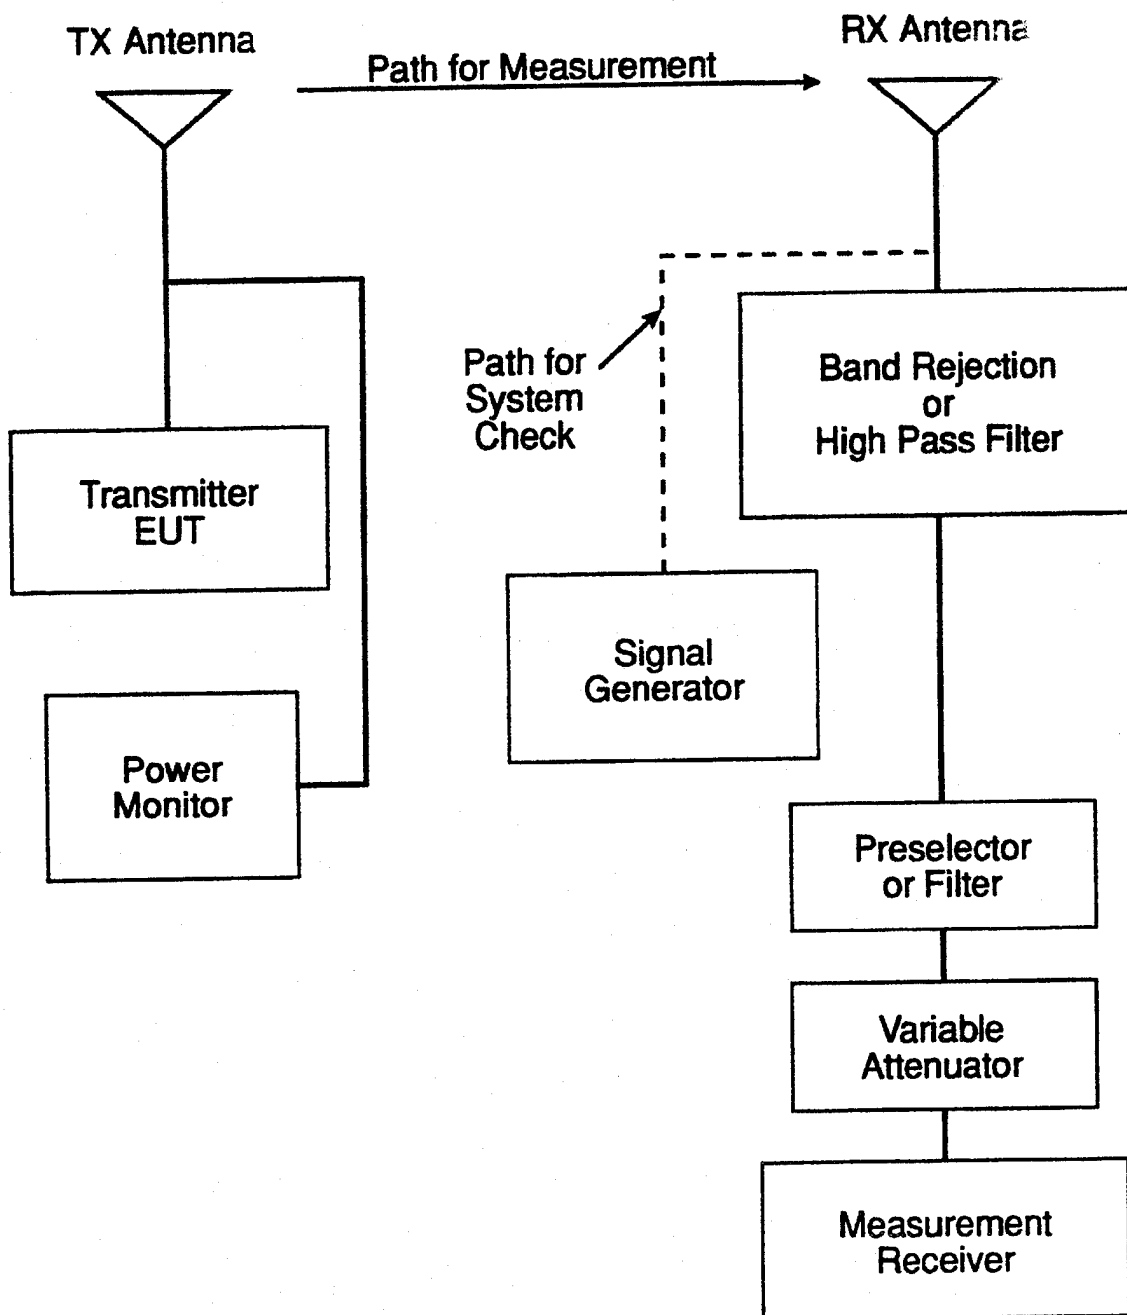 TX Antenna
RX Antenna
Path for Measurement
Path for
System
Check
Band Rejection
or
High Pass Filter
Transmitter
EUT
Signal
Generator
Power
Monitor
Preselector
or Filter
Variable
Attenuator
Measurement
Receiver